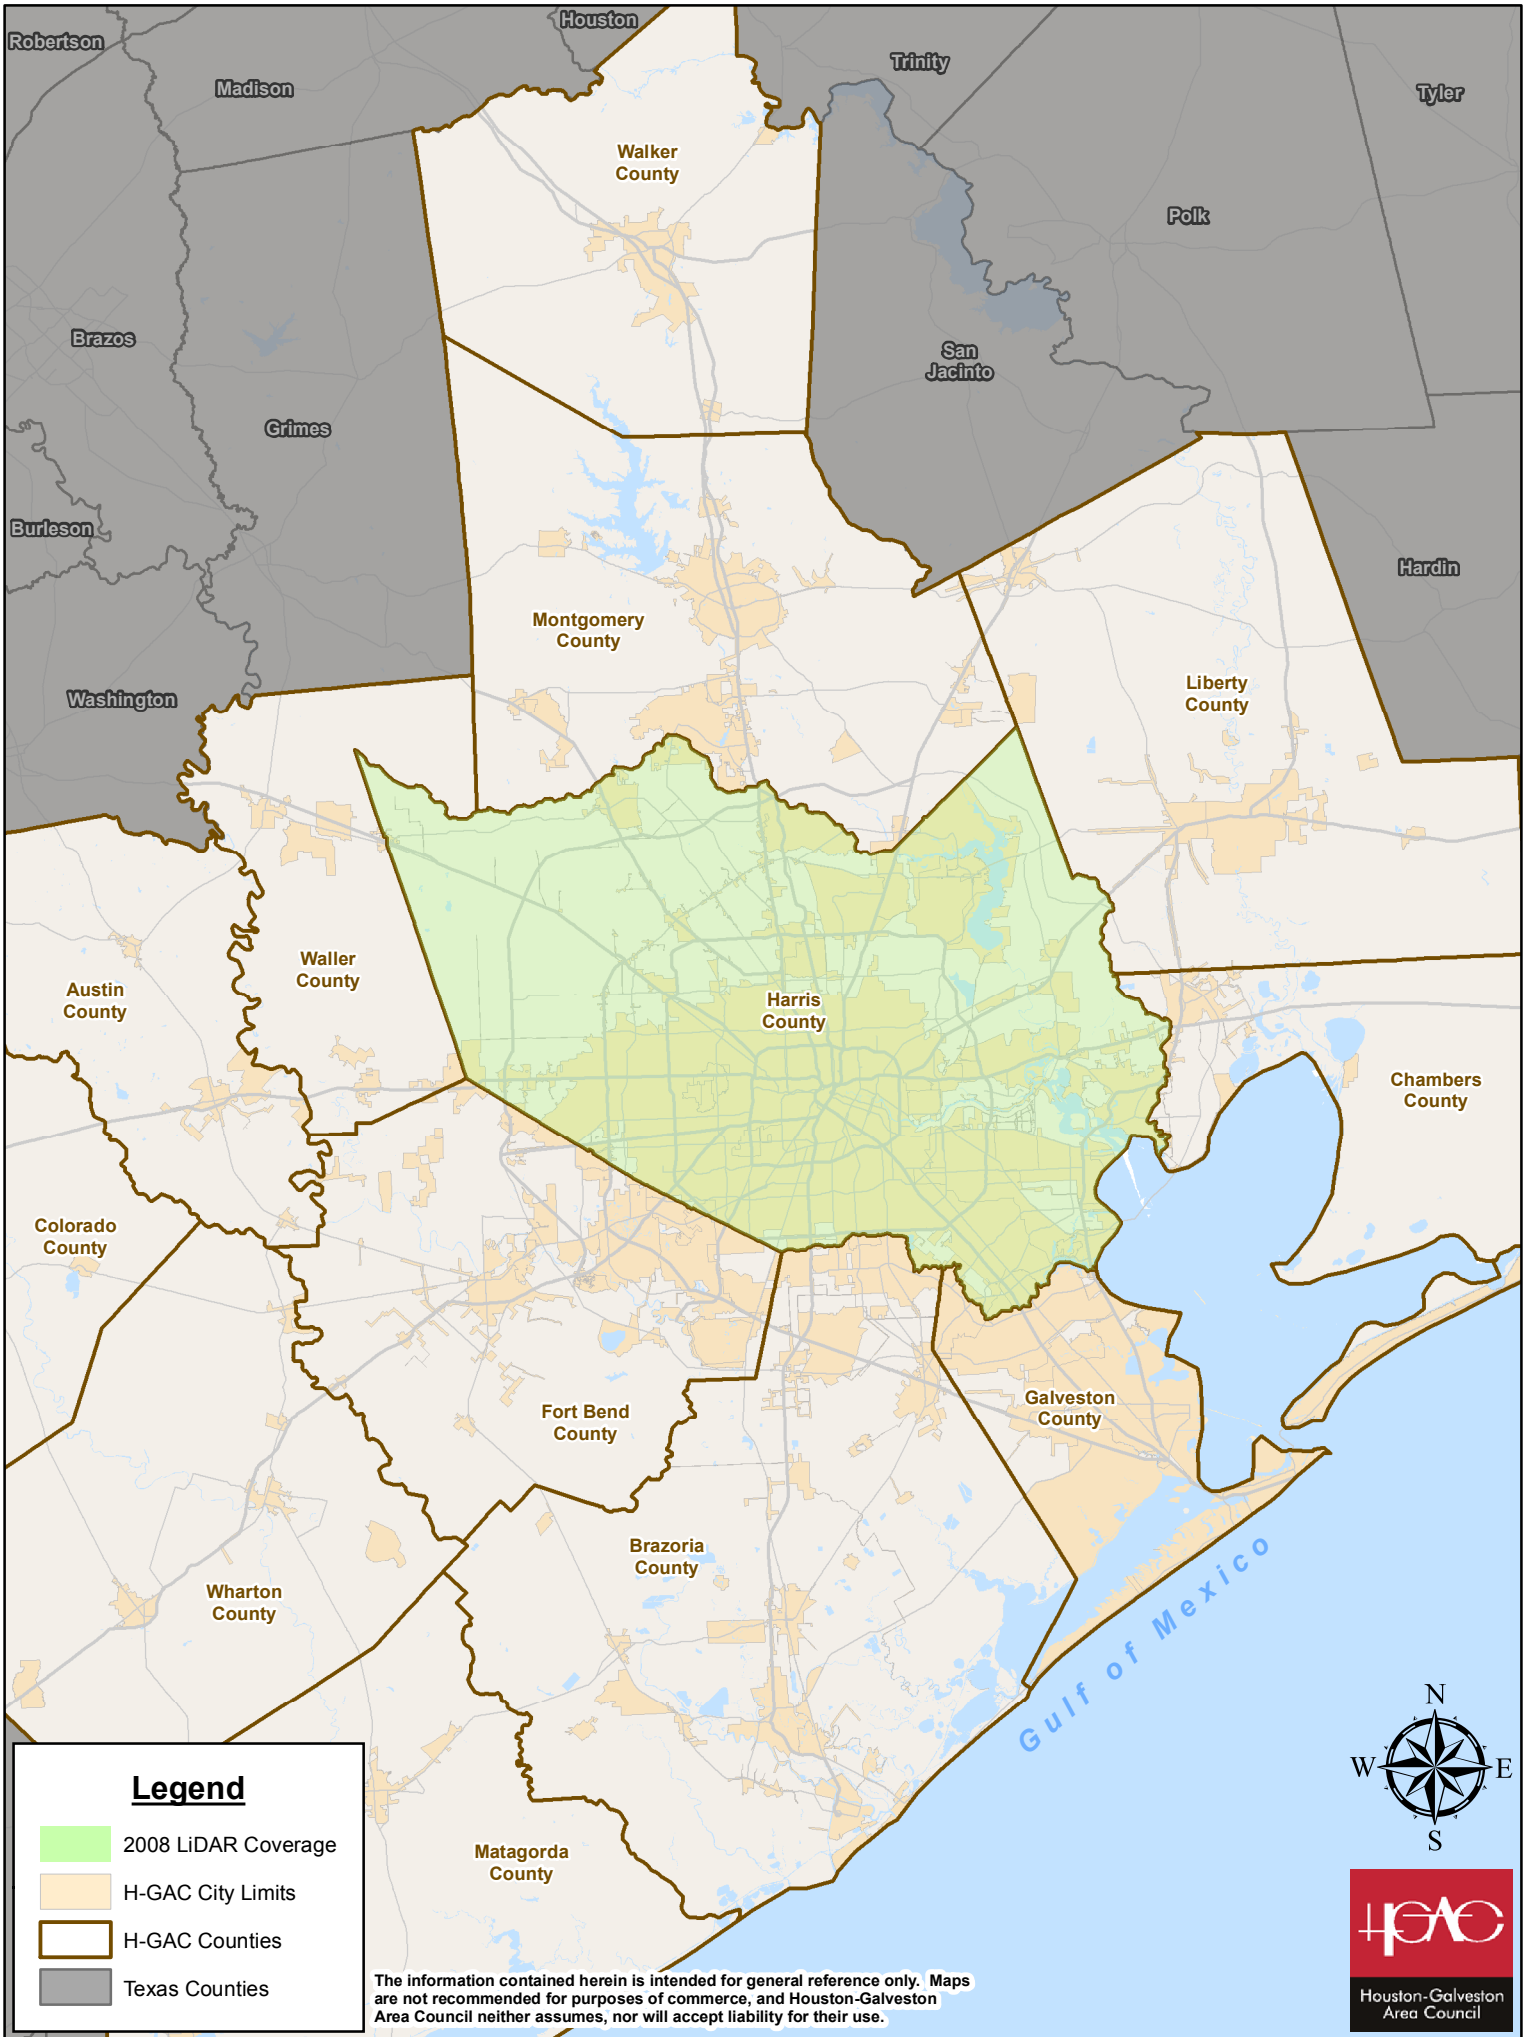 Houston
Robertson
Trinity
Madison
Tyler
Walker
County
Polk
Brazos
San
Jacinto
Grimes
Burleson
Hardin
Montgomery
County
Liberty
County
Washington
Waller
County
Austin
County
Harris
County
Chambers
County
Colorado
County
Galveston
County
Fort Bend
County
Brazoria
County
Wharton
County
Gulf of Mexico
Matagorda
County
N
W
E
S
Legend
2008 LiDAR Coverage
H-GAC City Limits
H-GAC Counties
Texas Counties
The information contained herein is intended for general reference only. Maps
are not recommended for purposes of commerce, and Houston-Galveston
Area Council neither assumes, nor will accept liability for their use.
HGAC
Houston-Galveston
Area Council